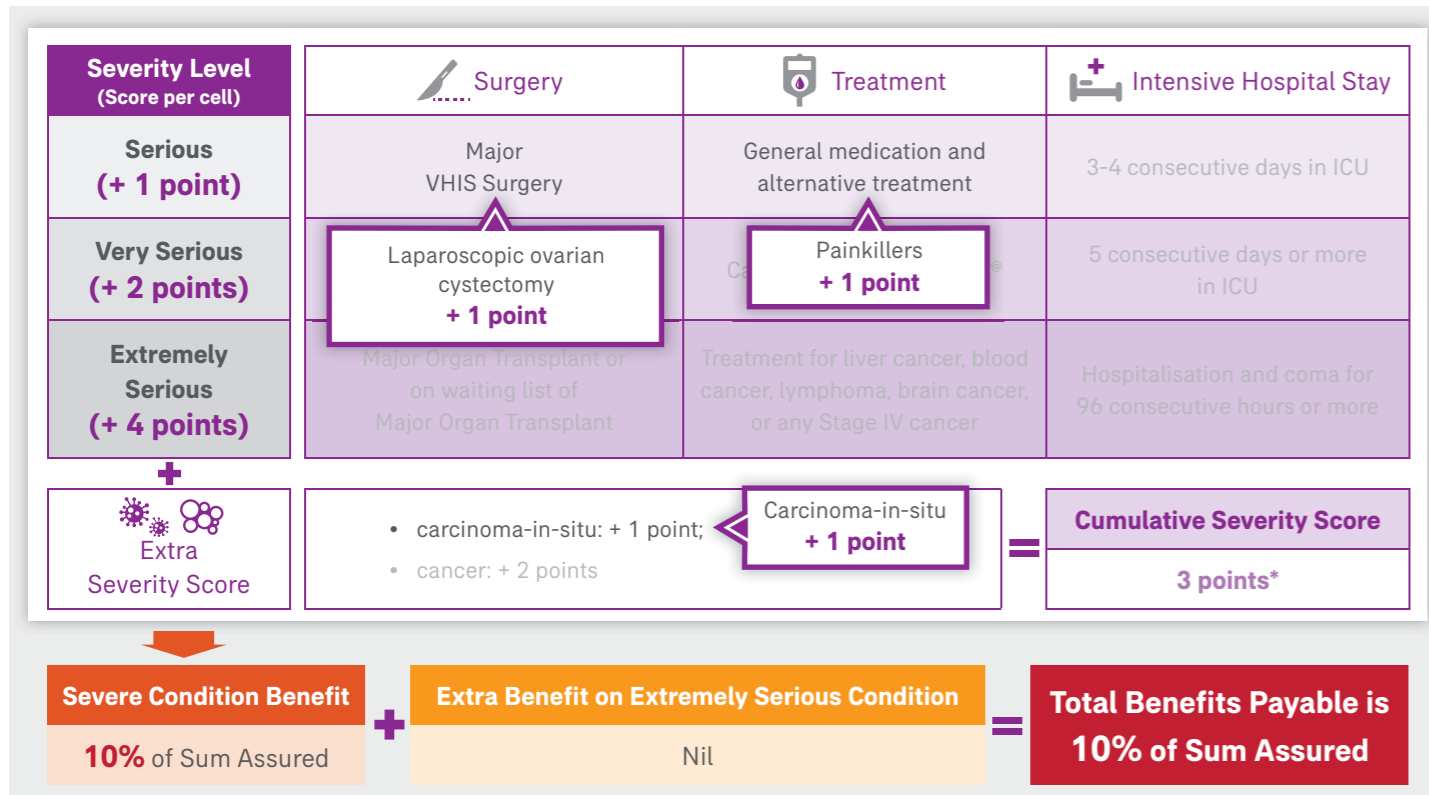 Severity Level
(Score per cell)
Surgery
Treatment
Intensive Hospital Stay
Serious
(+ 1 point)
Major
VHIS Surgery
General medication and
alternative treatment
3-4 consecutive days in ICU
Very Serious
(+ 2 points)
Laparoscopic ovarian
cystectomy
+ 1 point
Painkillers
+ 1 point
5 consecutive days or more
in ICU
Extremely
Serious
(+ 4 points)
Major Organ Transplant or
on waiting list of
Major Organ Transplant
Treatment for liver cancer, blood
cancer, lymphoma, brain cancer,
or any Stage IV cancer
Hospitalisation and coma for
96 consecutive hours or more
+
Extra
Severity Score
• carcinoma-in-situ: + 1 point;
• cancer: + 2 points
Carcinoma-in-situ
+ 1 point
=
Cumulative Severity Score
3 points*
Severe Condition Benefit
10% of Sum Assured
+
Extra Benefit on Extremely Serious Condition
Nil
=
Total Benefits Payable is
10% of Sum Assured